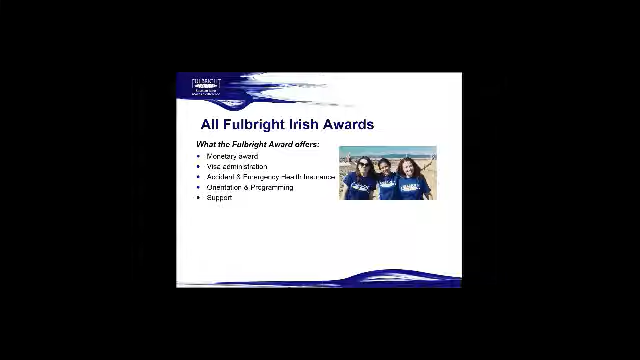 FULBRIGHT
All Fulbright Irish Awards
What the Fulbright Award offers:
• Monetary award
• Visa administration
• Accident & Emergency Health Insurance
• Orientation & Programming
• Support